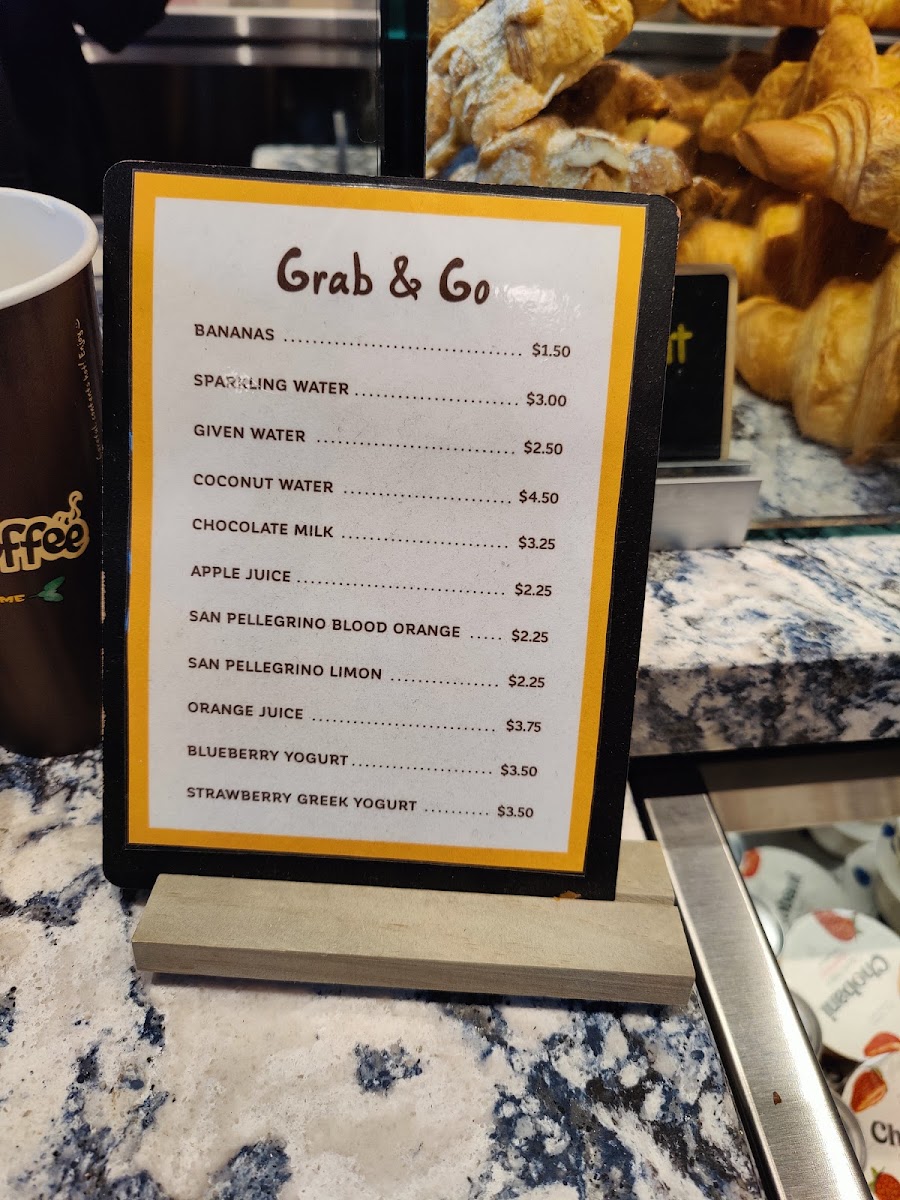 Grab & Go
BANANAS ................................ $1.50
SPARKLING WATER ...................... $3.00
GIVEN WATER ........................... $2.50
COCONUT WATER ....................... $4.50
CHOCOLATE MILK ....................... $3.25
APPLE JUICE ............................. $2.25
SAN PELLEGRINO BLOOD ORANGE ..... $2.25
SAN PELLEGRINO LIMON ............... $2.25
ORANGE JUICE .......................... $3.75
BLUEBERRY YOGURT .................... $3.50
STRAWBERRY GREEK YOGURT .......... $3.50
ffee
ME
Chobani
Ch